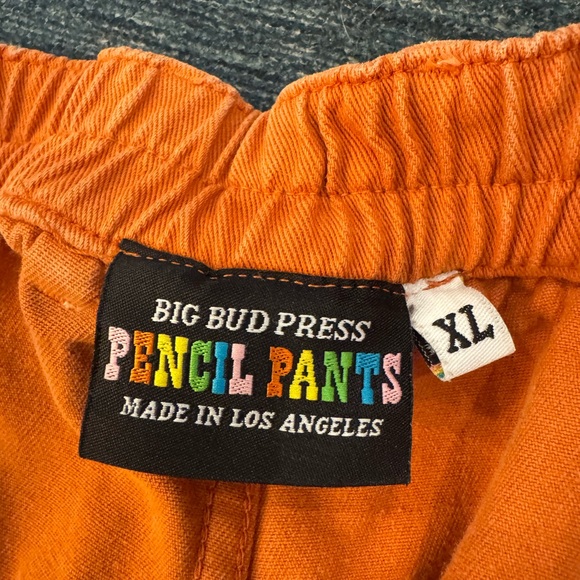 BIG BUD PRESS
PENCIL PANTS
MADE IN LOS ANGELES
XL